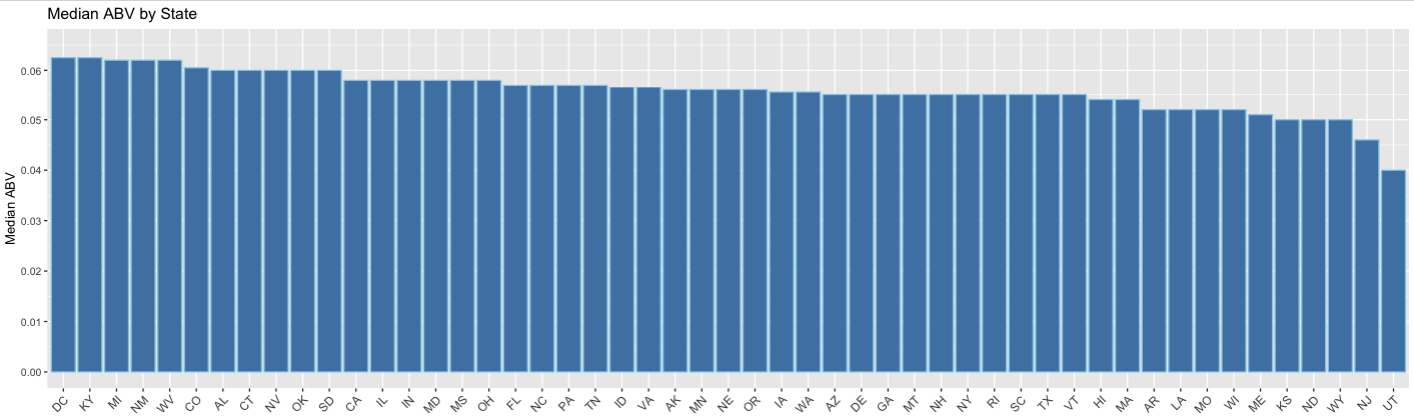 Median ABV by State
Median ABV
0.06
0.05
0.04
0.03
0.02
0.01
0.00
DC KY MI NM WV CO AL CT NV OK SD CA IL IN MD MS OH FL NC PA TN ID VA AK MN NE OR IA WA AZ DE GA MT NH NY RI SC TX VT HI MA AR LA MO WI ME KS ND WY NJ UT